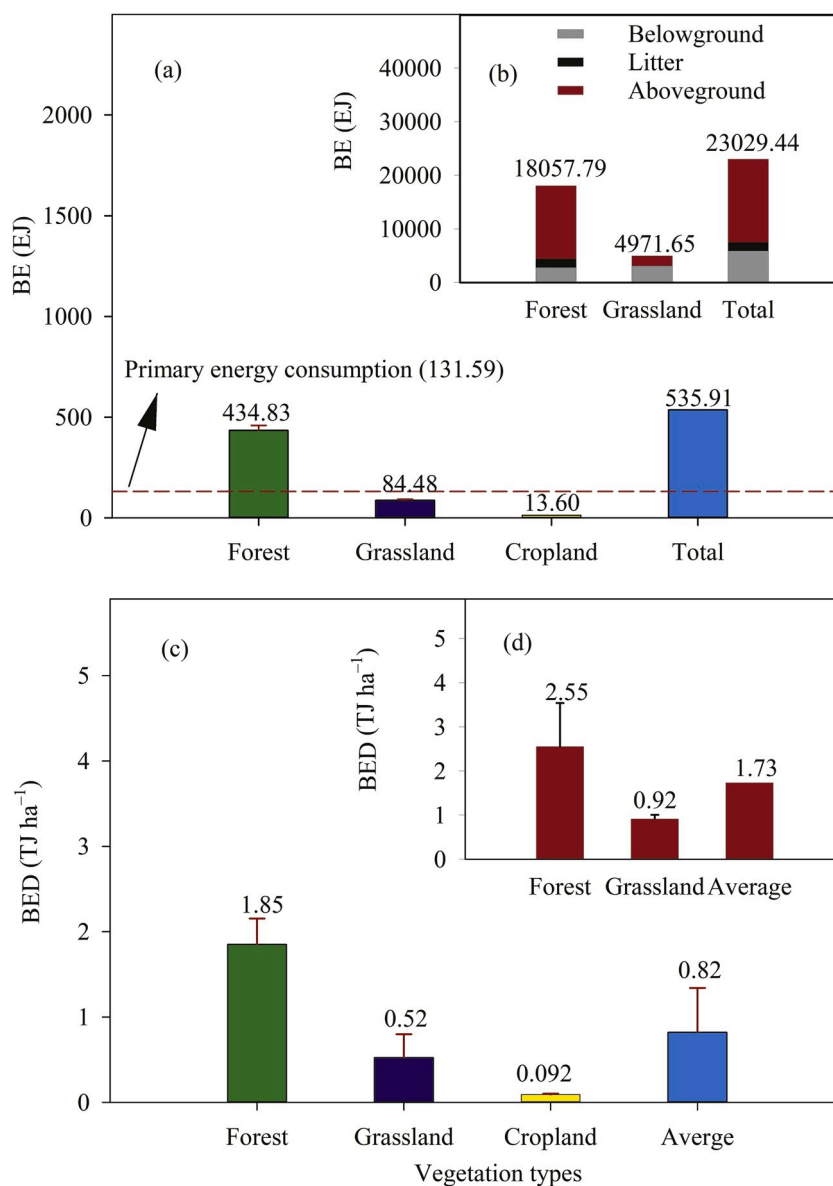 (a)
BE (EJ)
2000
1500
1000
500
0
Primary energy consumption (131.59)
434.83
84.48
13.60
535.91
Forest Grassland Cropland Total
(b)
Belowground
Litter
Aboveground
BE (EJ)
40000
30000
20000
10000
0
18057.79
4971.65
23029.44
Forest Grassland Total
(c)
BED (TJ ha⁻¹)
5
4
3
2
1
0
1.85
0.52
0.092
0.82
Forest Grassland Cropland Averge
Vegetation types
(d)
BED (TJ ha⁻¹)
5
4
3
2
1
0
2.55
0.92
1.73
Forest Grassland Average